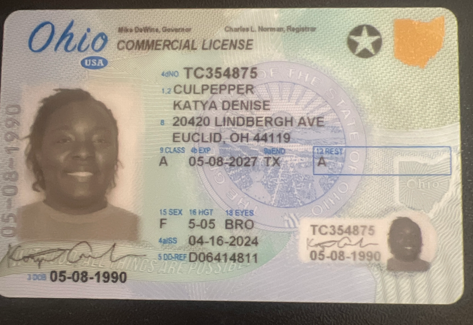 Ohio
USA
Mike DeWine, Governor Charles L. Norman, Registrar
COMMERCIAL LICENSE
4d NO TC354875
1,2 CULPEPPER
KATYA DENISE
8 20420 LINDBERGH AVE
EUCLID, OH 44119
9 CLASS 4b EXP 9a END 12 REST
A 05-08-2027 TX A
05-08-1990
Ohio
15 SEX 16 HGT 18 EYES
F 5-05 BRO
4a ISS 04-16-2024
5 DD-REF D06414811
3 DOB 05-08-1990
TC354875
05-08-1990